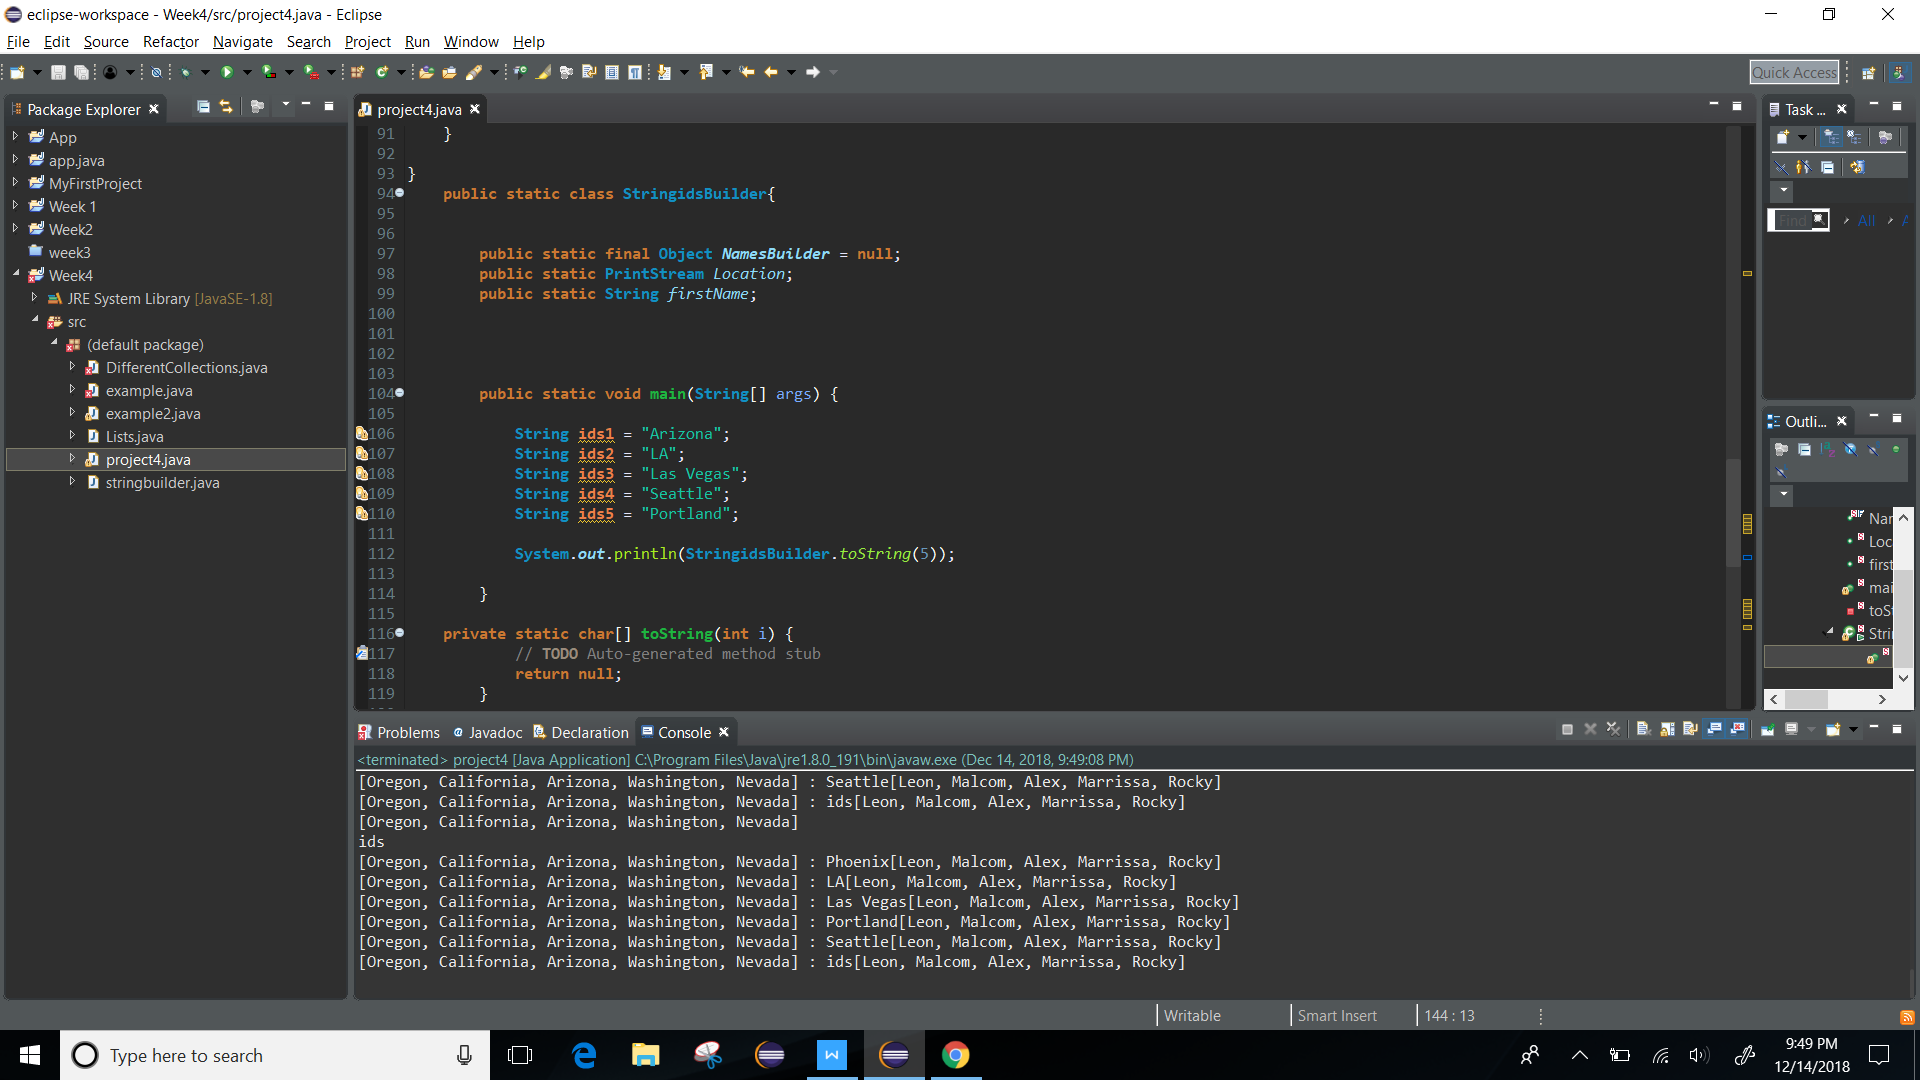 eclipse-workspace - Week4/src/project4.java - Eclipse
File Edit Source Refactor Navigate Search Project Run Window Help
Quick Access
Package Explorer
App
app.java
MyFirstProject
Week 1
Week2
week3
Week4
JRE System Library [JavaSE-1.8]
src
(default package)
DifferentCollections.java
example.java
example2.java
Lists.java
project4.java
stringbuilder.java
project4.java
91 }
92
93 }
94 public static class StringidsBuilder{
95
96
97 public static final Object NamesBuilder = null;
98 public static PrintStream Location;
99 public static String firstName;
100
101
102
103
104 public static void main(String[] args) {
105
106 String ids1 = "Arizona";
107 String ids2 = "LA";
108 String ids3 = "Las Vegas";
109 String ids4 = "Seattle";
110 String ids5 = "Portland";
111
112 System.out.println(StringidsBuilder.toString(5));
113
114 }
115
116 private static char[] toString(int i) {
117 // TODO Auto-generated method stub
118 return null;
119 }
Task ...
Find All
Outli...
Nar
Loc
first
mai
toSt
Stri
Problems Javadoc Declaration Console
<terminated> project4 [Java Application] C:\Program Files\Java\jre1.8.0_191\bin\javaw.exe (Dec 14, 2018, 9:49:08 PM)
[Oregon, California, Arizona, Washington, Nevada] : Seattle[Leon, Malcom, Alex, Marrissa, Rocky]
[Oregon, California, Arizona, Washington, Nevada] : ids[Leon, Malcom, Alex, Marrissa, Rocky]
[Oregon, California, Arizona, Washington, Nevada]
ids
[Oregon, California, Arizona, Washington, Nevada] : Phoenix[Leon, Malcom, Alex, Marrissa, Rocky]
[Oregon, California, Arizona, Washington, Nevada] : LA[Leon, Malcom, Alex, Marrissa, Rocky]
[Oregon, California, Arizona, Washington, Nevada] : Las Vegas[Leon, Malcom, Alex, Marrissa, Rocky]
[Oregon, California, Arizona, Washington, Nevada] : Portland[Leon, Malcom, Alex, Marrissa, Rocky]
[Oregon, California, Arizona, Washington, Nevada] : Seattle[Leon, Malcom, Alex, Marrissa, Rocky]
[Oregon, California, Arizona, Washington, Nevada] : ids[Leon, Malcom, Alex, Marrissa, Rocky]
Writable Smart Insert 144 : 13
Type here to search
9:49 PM
12/14/2018